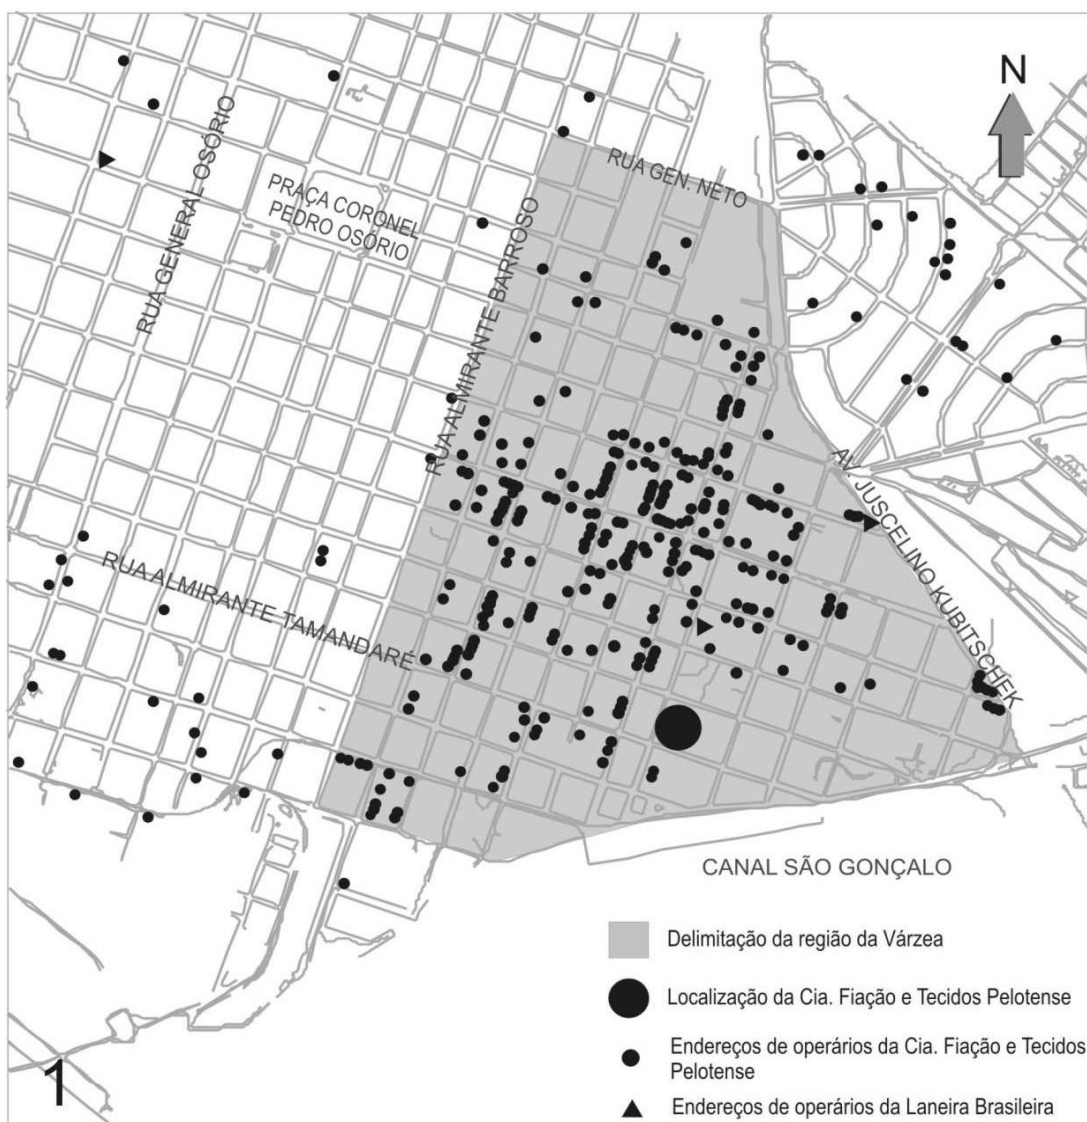 N
RUA GENERAL OSÓRIO
PRAÇA CORONEL
PEDRO OSÓRIO
RUA ALMIRANTE BARROSO
RUA GEN. NETO
AV. JUSCELINO KUBITSCHEK
RUA ALMIRANTE TAMANDARÉ
CANAL SÃO GONÇALO
Delimitação da região da Várzea
Localização da Cia. Fiação e Tecidos Pelotense
Endereços de operários da Cia. Fiação e Tecidos
Pelotense
Endereços de operários da Laneira Brasileira
1